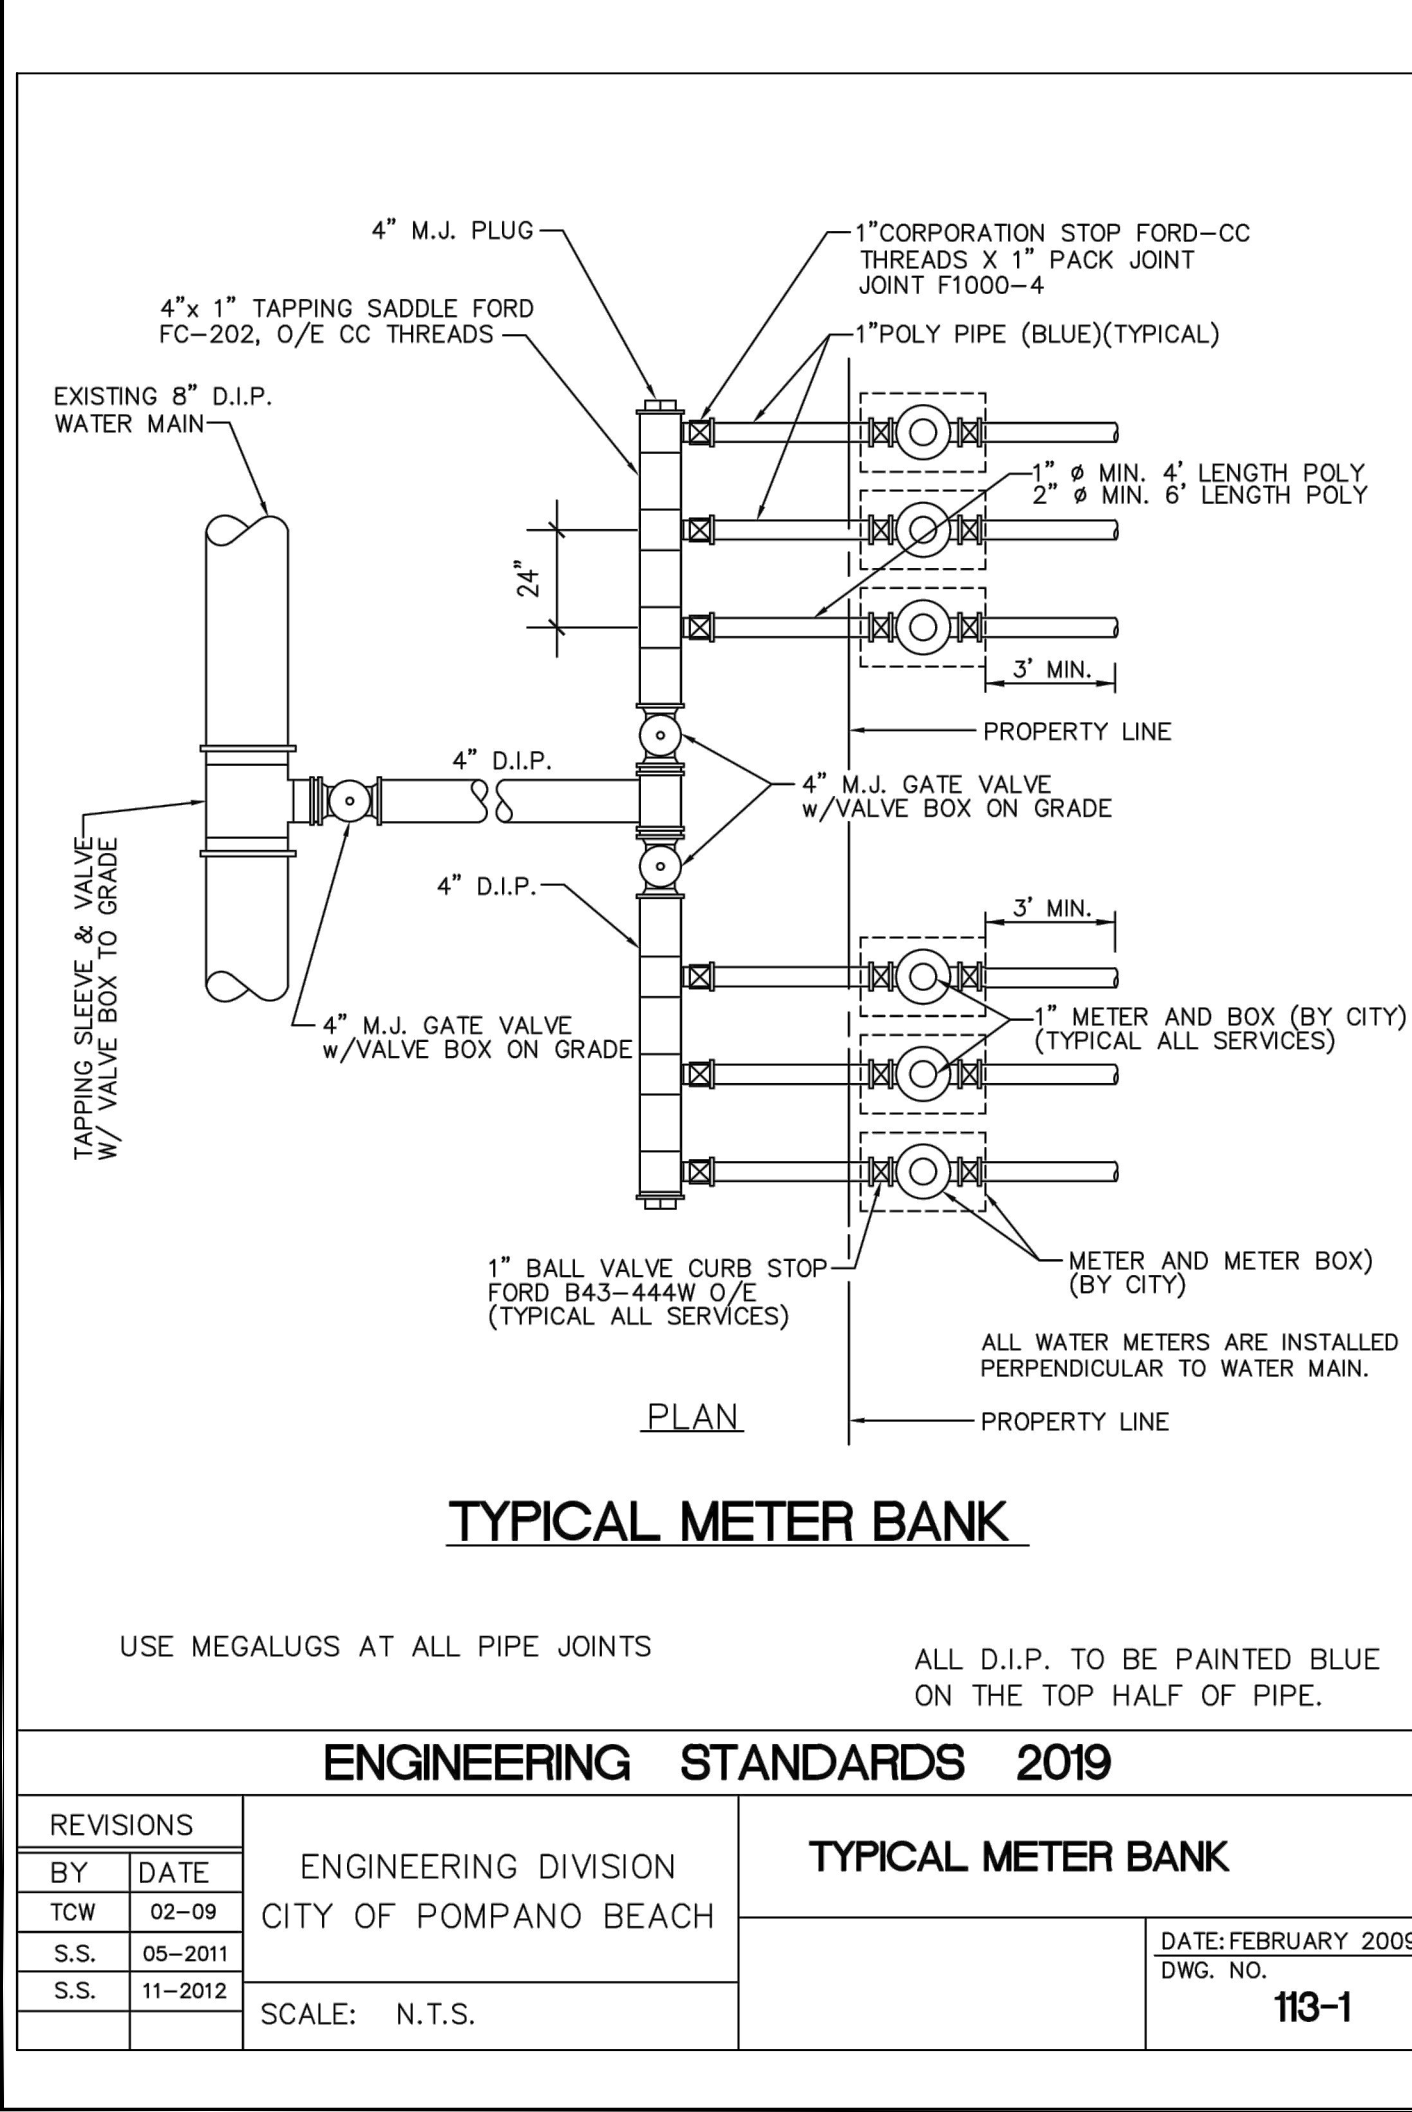 4" M.J. PLUG
1"CORPORATION STOP FORD-CC
THREADS X 1" PACK JOINT
JOINT F1000-4
4"x 1" TAPPING SADDLE FORD
FC-202, O/E CC THREADS
1"POLY PIPE (BLUE)(TYPICAL)
EXISTING 8" D.I.P.
WATER MAIN
1" ø MIN. 4' LENGTH POLY
2" ø MIN. 6' LENGTH POLY
24"
3' MIN.
PROPERTY LINE
4" D.I.P.
4" M.J. GATE VALVE
w/VALVE BOX ON GRADE
TAPPING SLEEVE & VALVE
W/ VALVE BOX TO GRADE
4" D.I.P.
3' MIN.
4" M.J. GATE VALVE
w/VALVE BOX ON GRADE
1" METER AND BOX (BY CITY)
(TYPICAL ALL SERVICES)
1" BALL VALVE CURB STOP
FORD B43-444W O/E
(TYPICAL ALL SERVICES)
METER AND METER BOX)
(BY CITY)
ALL WATER METERS ARE INSTALLED
PERPENDICULAR TO WATER MAIN.
PLAN
PROPERTY LINE
TYPICAL METER BANK
USE MEGALUGS AT ALL PIPE JOINTS
ALL D.I.P. TO BE PAINTED BLUE
ON THE TOP HALF OF PIPE.
ENGINEERING STANDARDS 2019
REVISIONS
BY DATE
TCW 02-09
S.S. 05-2011
S.S. 11-2012
ENGINEERING DIVISION
CITY OF POMPANO BEACH
SCALE: N.T.S.
TYPICAL METER BANK
DATE: FEBRUARY 2009
DWG. NO.
113-1